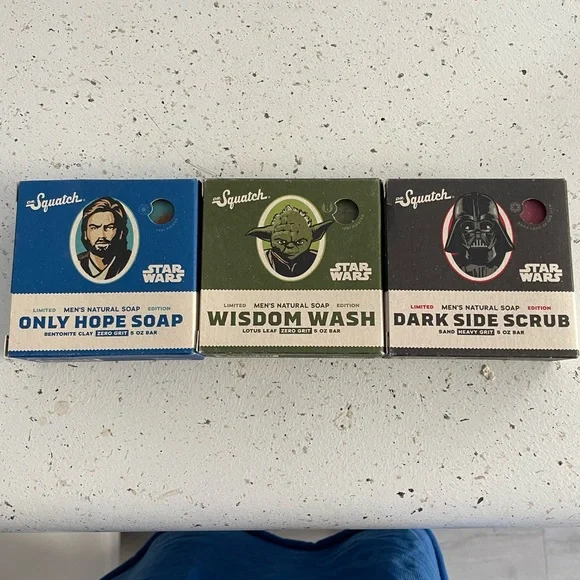 DR. Squatch.
STAR WARS
LIMITED MEN'S NATURAL SOAP EDITION
ONLY HOPE SOAP
BENTONITE CLAY ZERO GRIT 5 OZ BAR
DR. Squatch.
STAR WARS
LIMITED MEN'S NATURAL SOAP EDITION
WISDOM WASH
LOTUS LEAF ZERO GRIT 5 OZ BAR
DR. Squatch.
STAR WARS
LIMITED MEN'S NATURAL SOAP EDITION
DARK SIDE SCRUB
SAND HEAVY GRIT 5 OZ BAR